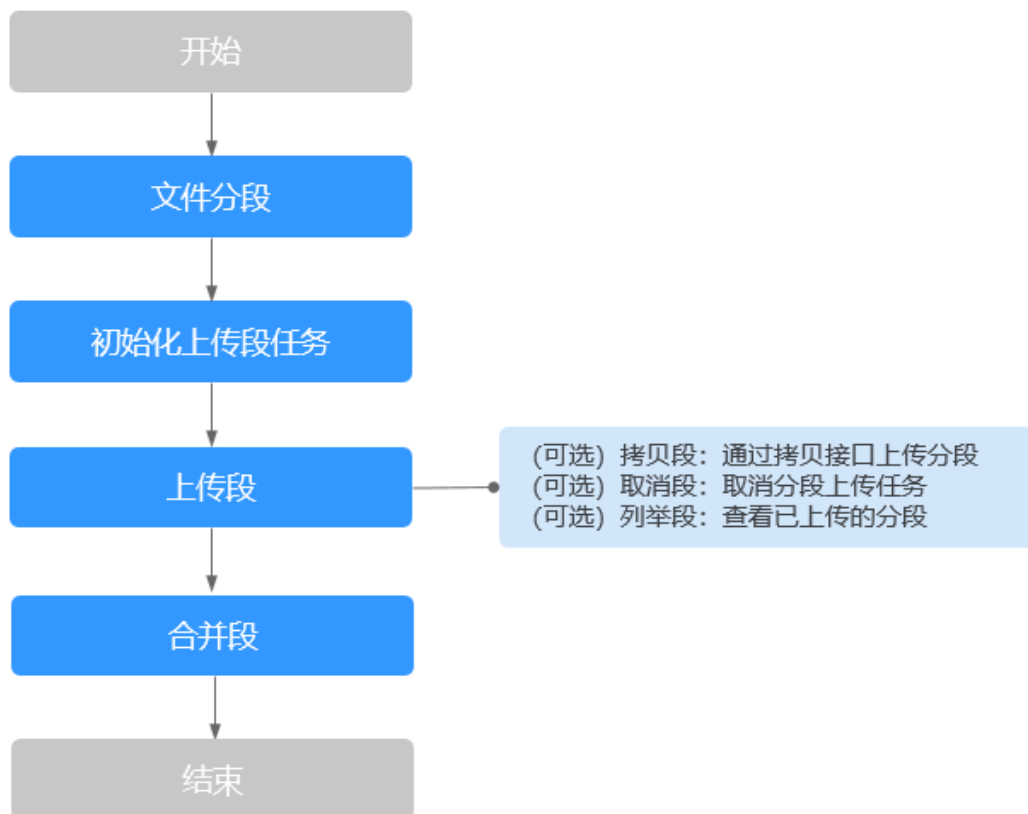 开始
文件分段
初始化上传段任务
上传段
(可选) 拷贝段：通过拷贝接口上传分段
(可选) 取消段：取消分段上传任务
(可选) 列举段：查看已上传的分段
合并段
结束